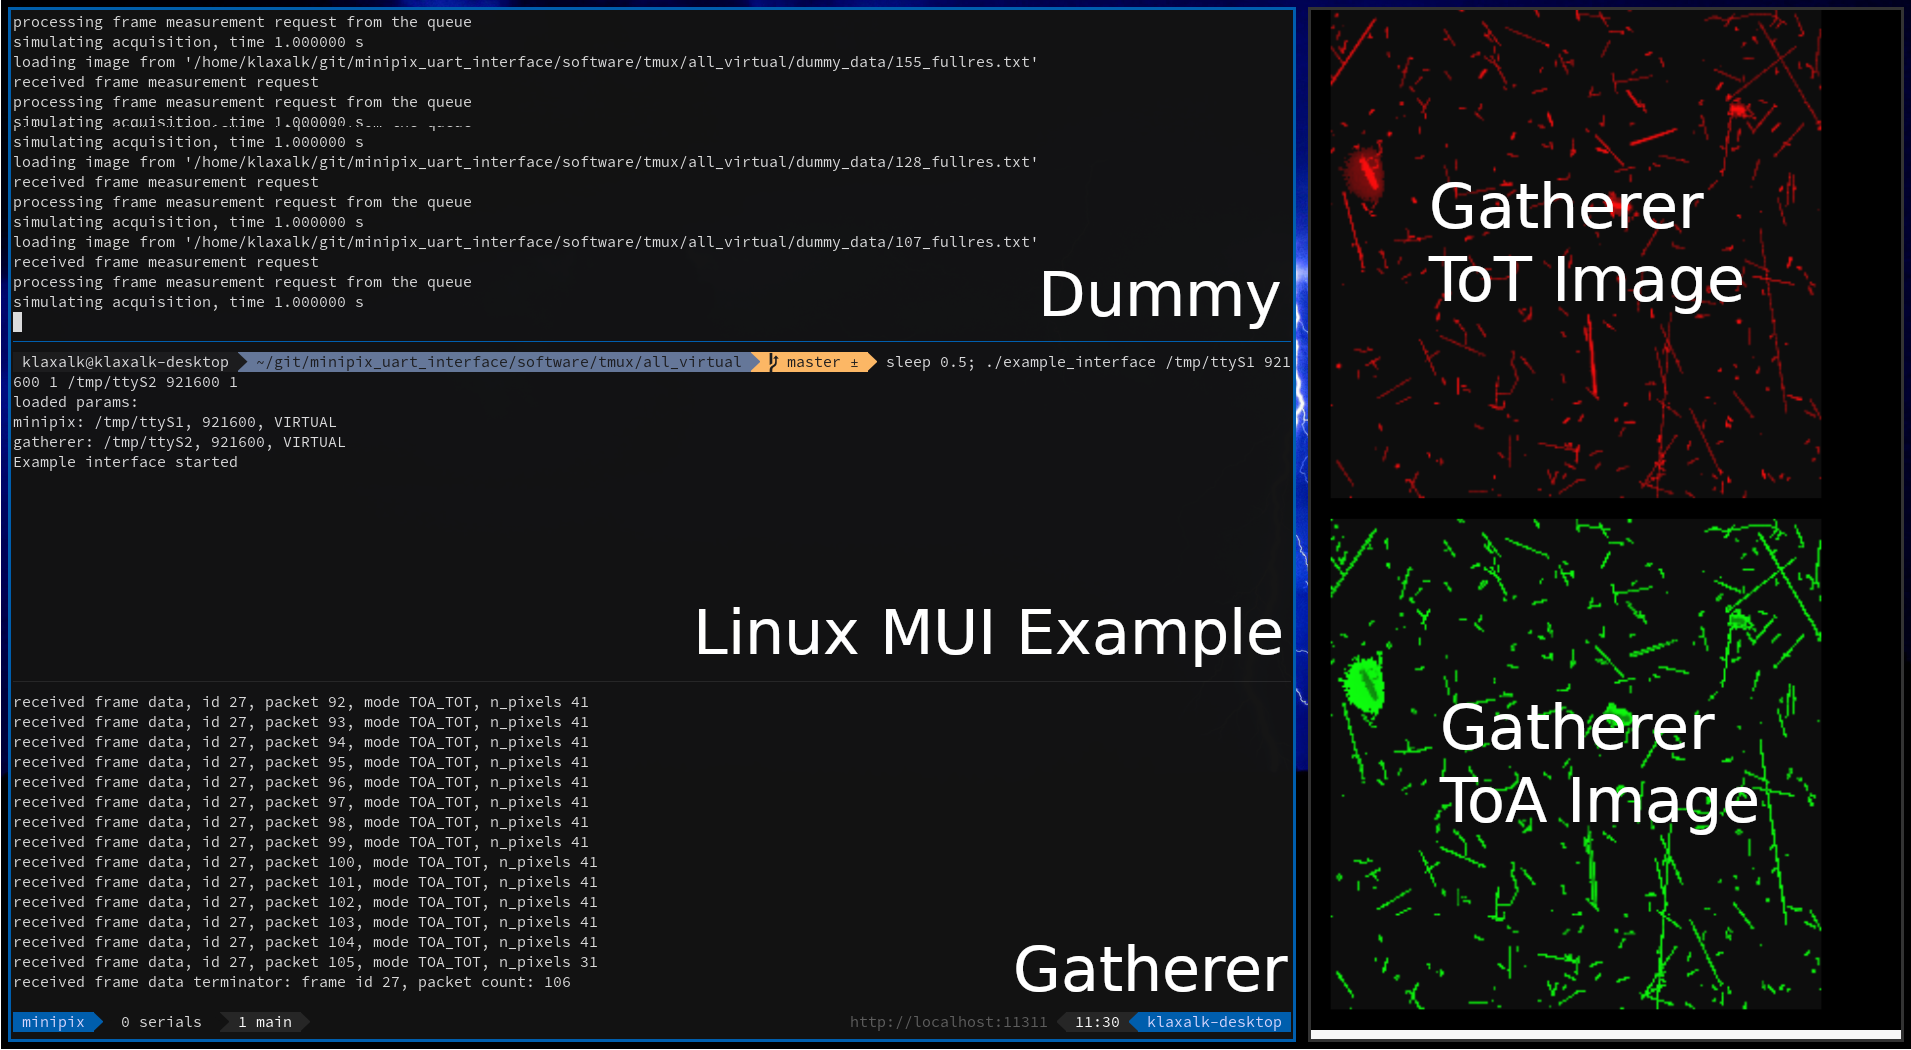 processing frame measurement request from the queue
simulating acquisition, time 1.000000 s
loading image from '/home/klaxalk/git/minipix_uart_interface/software/tmux/all_virtual/dummy_data/155_fullres.txt'
received frame measurement request
processing frame measurement request from the queue
simulating acquisition, time 1.000000 s
simulating acquisition, time 1.000000 s
loading image from '/home/klaxalk/git/minipix_uart_interface/software/tmux/all_virtual/dummy_data/128_fullres.txt'
received frame measurement request
processing frame measurement request from the queue
simulating acquisition, time 1.000000 s
loading image from '/home/klaxalk/git/minipix_uart_interface/software/tmux/all_virtual/dummy_data/107_fullres.txt'
received frame measurement request
processing frame measurement request from the queue
simulating acquisition, time 1.000000 s
Dummy
klaxalk@klaxalk-desktop ~/git/minipix_uart_interface/software/tmux/all_virtual master ± sleep 0.5; ./example_interface /tmp/ttyS1 921
600 1 /tmp/ttyS2 921600 1
loaded params:
minipix: /tmp/ttyS1, 921600, VIRTUAL
gatherer: /tmp/ttyS2, 921600, VIRTUAL
Example interface started
Linux MUI Example
received frame data, id 27, packet 92, mode TOA_TOT, n_pixels 41
received frame data, id 27, packet 93, mode TOA_TOT, n_pixels 41
received frame data, id 27, packet 94, mode TOA_TOT, n_pixels 41
received frame data, id 27, packet 95, mode TOA_TOT, n_pixels 41
received frame data, id 27, packet 96, mode TOA_TOT, n_pixels 41
received frame data, id 27, packet 97, mode TOA_TOT, n_pixels 41
received frame data, id 27, packet 98, mode TOA_TOT, n_pixels 41
received frame data, id 27, packet 99, mode TOA_TOT, n_pixels 41
received frame data, id 27, packet 100, mode TOA_TOT, n_pixels 41
received frame data, id 27, packet 101, mode TOA_TOT, n_pixels 41
received frame data, id 27, packet 102, mode TOA_TOT, n_pixels 41
received frame data, id 27, packet 103, mode TOA_TOT, n_pixels 41
received frame data, id 27, packet 104, mode TOA_TOT, n_pixels 41
received frame data, id 27, packet 105, mode TOA_TOT, n_pixels 31
received frame data terminator: frame id 27, packet count: 106
Gatherer
minipix 0 serials 1 main http://localhost:11311 11:30 klaxalk-desktop
Gatherer
ToT Image
Gatherer
ToA Image